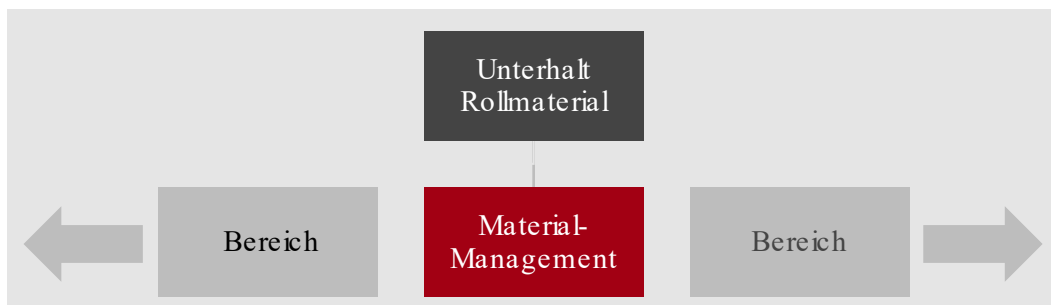 Unterhalt
Rollmaterial
Bereich
Material-
Management
Bereich